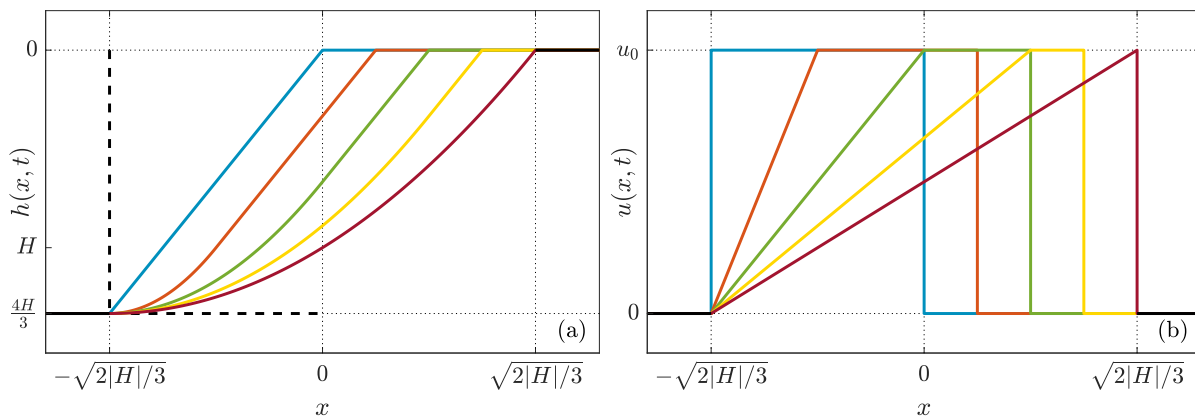 0
H
4H/3
h(x, t)
(a)
−√2|H|/3
0
√2|H|/3
x
u₀
0
u(x, t)
(b)
−√2|H|/3
0
√2|H|/3
x